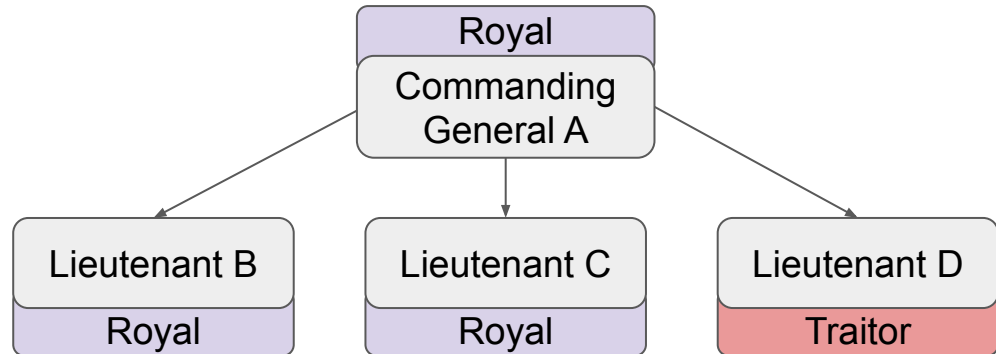 Royal
Commanding
General A
Lieutenant B
Lieutenant C
Lieutenant D
Royal
Royal
Traitor